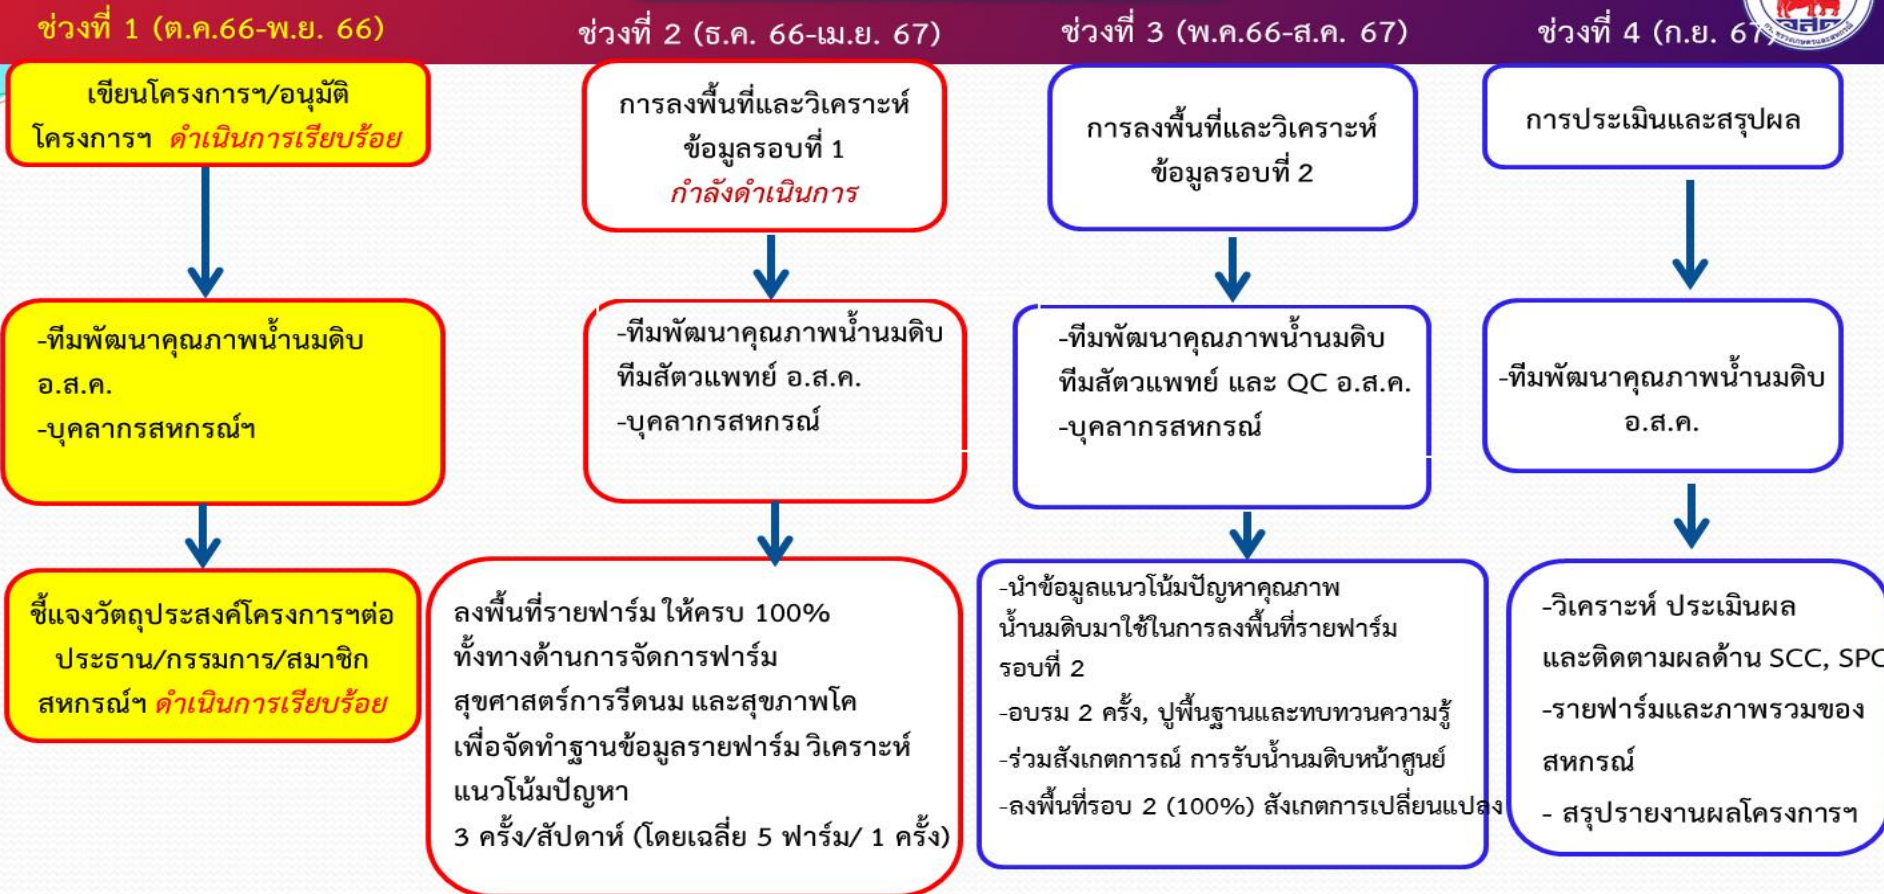 ช่วงที่ 1 (ต.ค.66-พ.ย. 66)
เขียนโครงการฯ/อนุมัติ
โครงการฯ ดำเนินการเรียบร้อย
-ทีมพัฒนาคุณภาพน้ำนมดิบ
อ.ส.ค.
-บุคลากรสหกรณ์ฯ
ชี้แจงวัตถุประสงค์โครงการฯต่อ
ประธาน/กรรมการ/สมาชิก
สหกรณ์ฯ ดำเนินการเรียบร้อย
ช่วงที่ 2 (ธ.ค. 66-เม.ย. 67)
การลงพื้นที่และวิเคราะห์
ข้อมูลรอบที่ 1
กำลังดำเนินการ
-ทีมพัฒนาคุณภาพน้ำนมดิบ
ทีมสัตวแพทย์ อ.ส.ค.
-บุคลากรสหกรณ์
ลงพื้นที่รายฟาร์ม ให้ครบ 100%
ทั้งทางด้านการจัดการฟาร์ม
สุขศาสตร์การรีดนม และสุขภาพโค
เพื่อจัดทำฐานข้อมูลรายฟาร์ม วิเคราะห์
แนวโน้มปัญหา
3 ครั้ง/สัปดาห์ (โดยเฉลี่ย 5 ฟาร์ม/ 1 ครั้ง)
ช่วงที่ 3 (พ.ค.66-ส.ค. 67)
การลงพื้นที่และวิเคราะห์
ข้อมูลรอบที่ 2
-ทีมพัฒนาคุณภาพน้ำนมดิบ
ทีมสัตวแพทย์ และ QC อ.ส.ค.
-บุคลากรสหกรณ์
-นำข้อมูลแนวโน้มปัญหาคุณภาพ
น้ำนมดิบมาใช้ในการลงพื้นที่รายฟาร์ม
รอบที่ 2
-อบรม 2 ครั้ง, ปูพื้นฐานและทบทวนความรู้
-ร่วมสังเกตการณ์ การรับน้ำนมดิบหน้าศูนย์
-ลงพื้นที่รอบ 2 (100%) สังเกตการเปลี่ยนแปลง
ช่วงที่ 4 (ก.ย. 67)
การประเมินและสรุปผล
-ทีมพัฒนาคุณภาพน้ำนมดิบ
อ.ส.ค.
-วิเคราะห์ ประเมินผล
และติดตามผลด้าน SCC, SPC
-รายฟาร์มและภาพรวมของ
สหกรณ์
- สรุปรายงานผลโครงการฯ